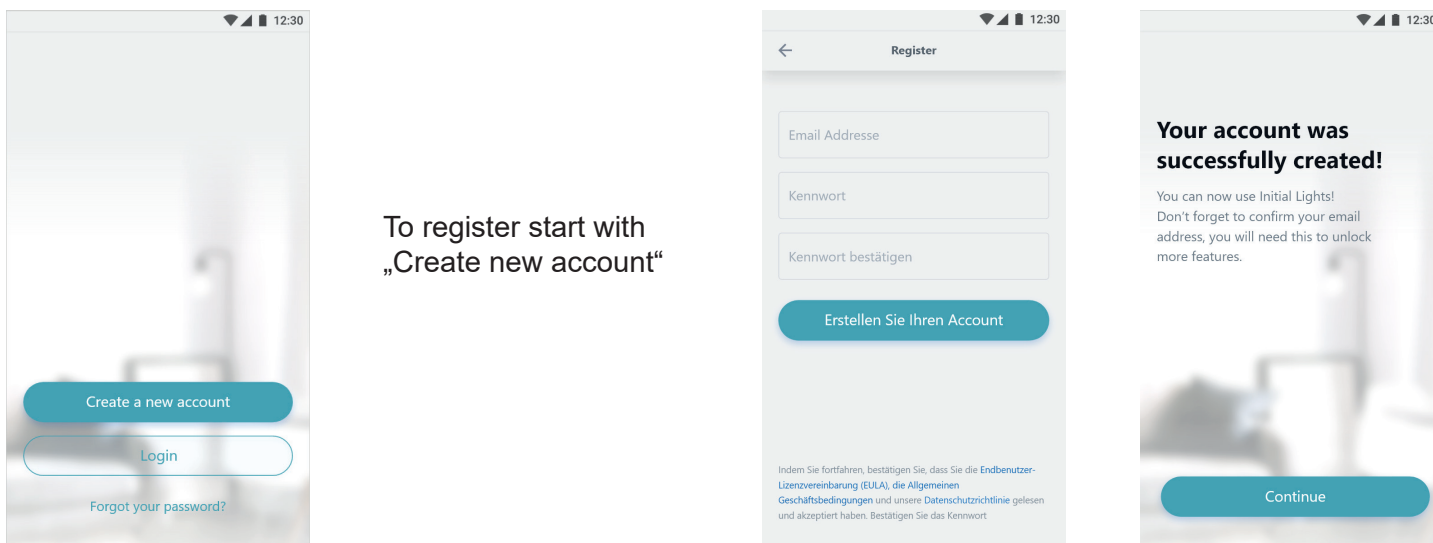 12:30
Create a new account
Login
Forgot your password?
To register start with
„Create new account“
12:30
Register
Email Addresse
Kennwort
Kennwort bestätigen
Erstellen Sie Ihren Account
Indem Sie fortfahren, bestätigen Sie, dass Sie die Endbenutzer-
Lizenzvereinbarung (EULA), die Allgemeinen
Geschäftsbedingungen und unsere Datenschutzrichtlinie gelesen
und akzeptiert haben. Bestätigen Sie das Kennwort
12:30
Your account was
successfully created!
You can now use Initial Lights!
Don't forget to confirm your email
address, you will need this to unlock
more features.
Continue